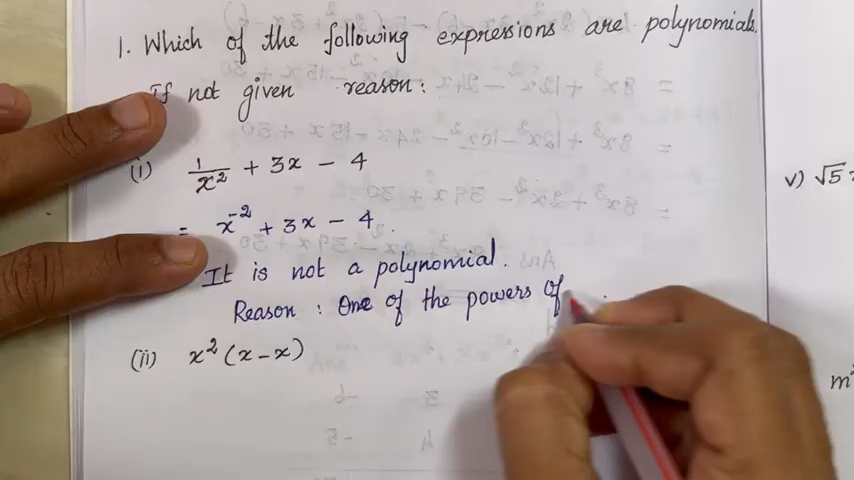 1. Which of the following expressions are polynomials.
If not given reason:
(i) 1/x² + 3x - 4
= x⁻² + 3x - 4.
It is not a polynomial.
Reason : One of the powers of
(ii) x² (x - x)
v) √5
m²